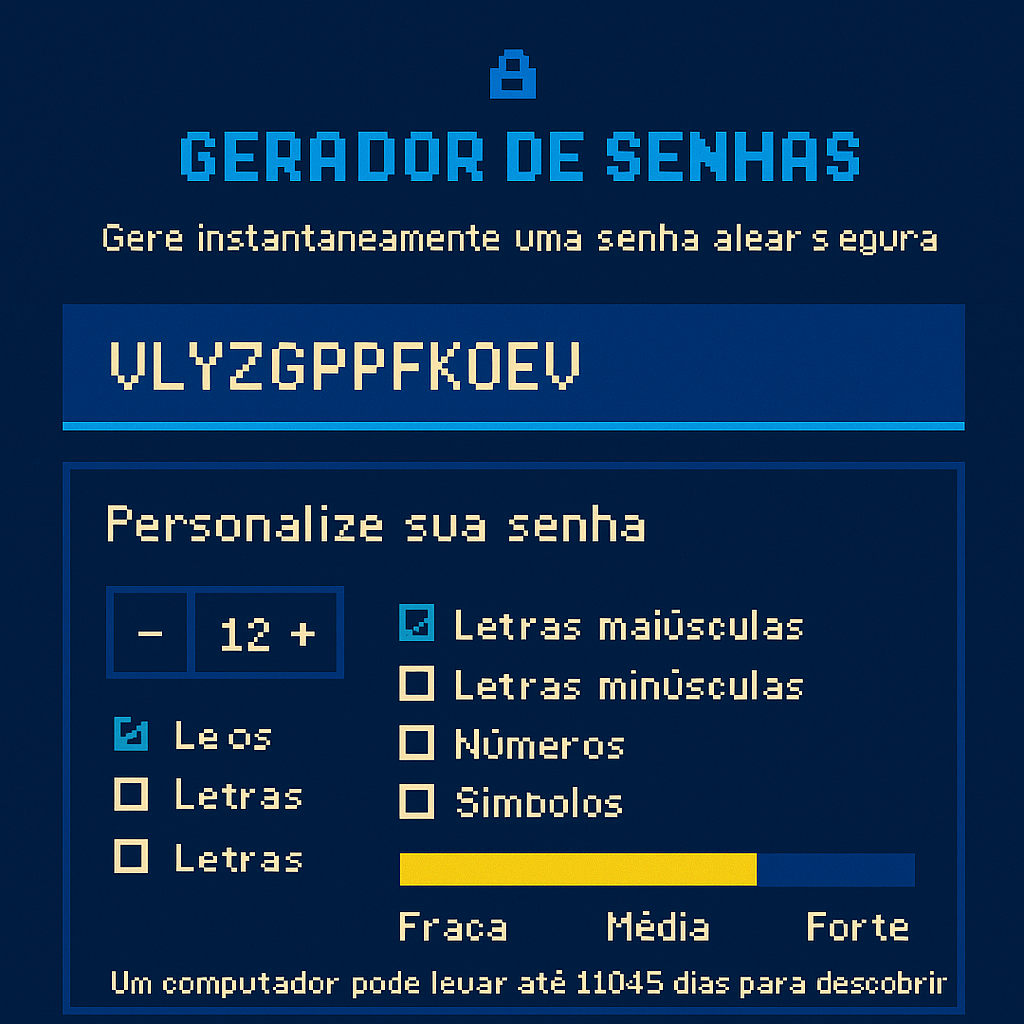 GERADOR DE SENHAS
Gere instantaneamente uma senha alear s egura
VLYZGPPFKOEV
Personalize sua senha
− 12 +
Le os
Letras
Letras
Letras maiúsculas
Letras minúsculas
Números
Simbolos
Fraca Média Forte
Um computador pode levar até 11045 dias para descobrir